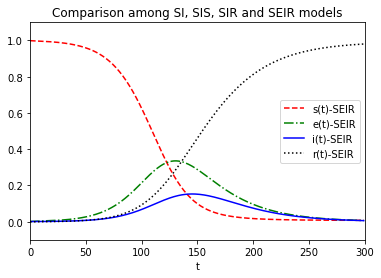 Comparison among SI, SIS, SIR and SEIR models
1.0
0.8
0.6
0.4
0.2
0.0
s(t)-SEIR
e(t)-SEIR
i(t)-SEIR
r(t)-SEIR
0 50 100 150 200 250 300
t